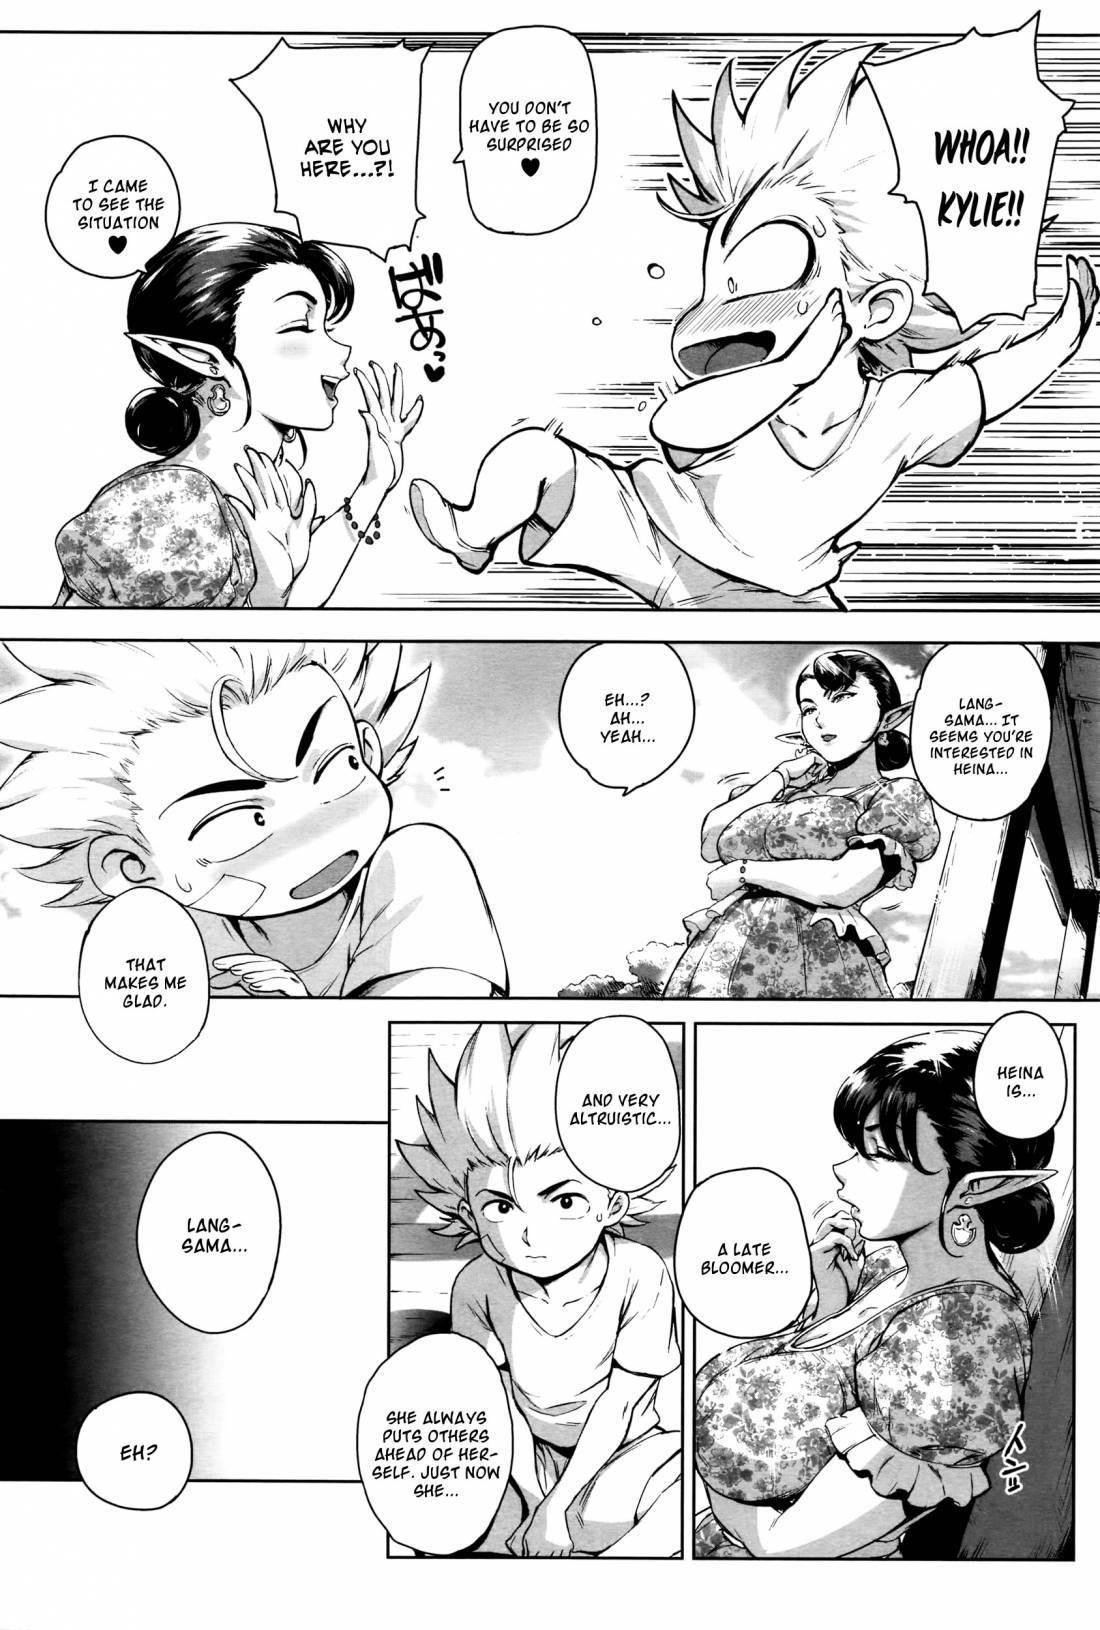 WHOA!!
KYLIE!!
YOU DON'T
HAVE TO BE SO
SURPRISED
♥
WHY
ARE YOU
HERE...?!
I CAME
TO SEE THE
SITUATION
♥
LANG-
SAMA... IT
SEEMS YOU'RE
INTERESTED IN
HEINA...
EH...?
AH...
YEAH...
THAT
MAKES ME
GLAD.
HEINA
IS...
A LATE
BLOOMER...
AND VERY
ALTRUISTIC...
SHE ALWAYS
PUTS OTHERS
AHEAD OF HER-
SELF. JUST NOW
SHE...
LANG-
SAMA...
EH?